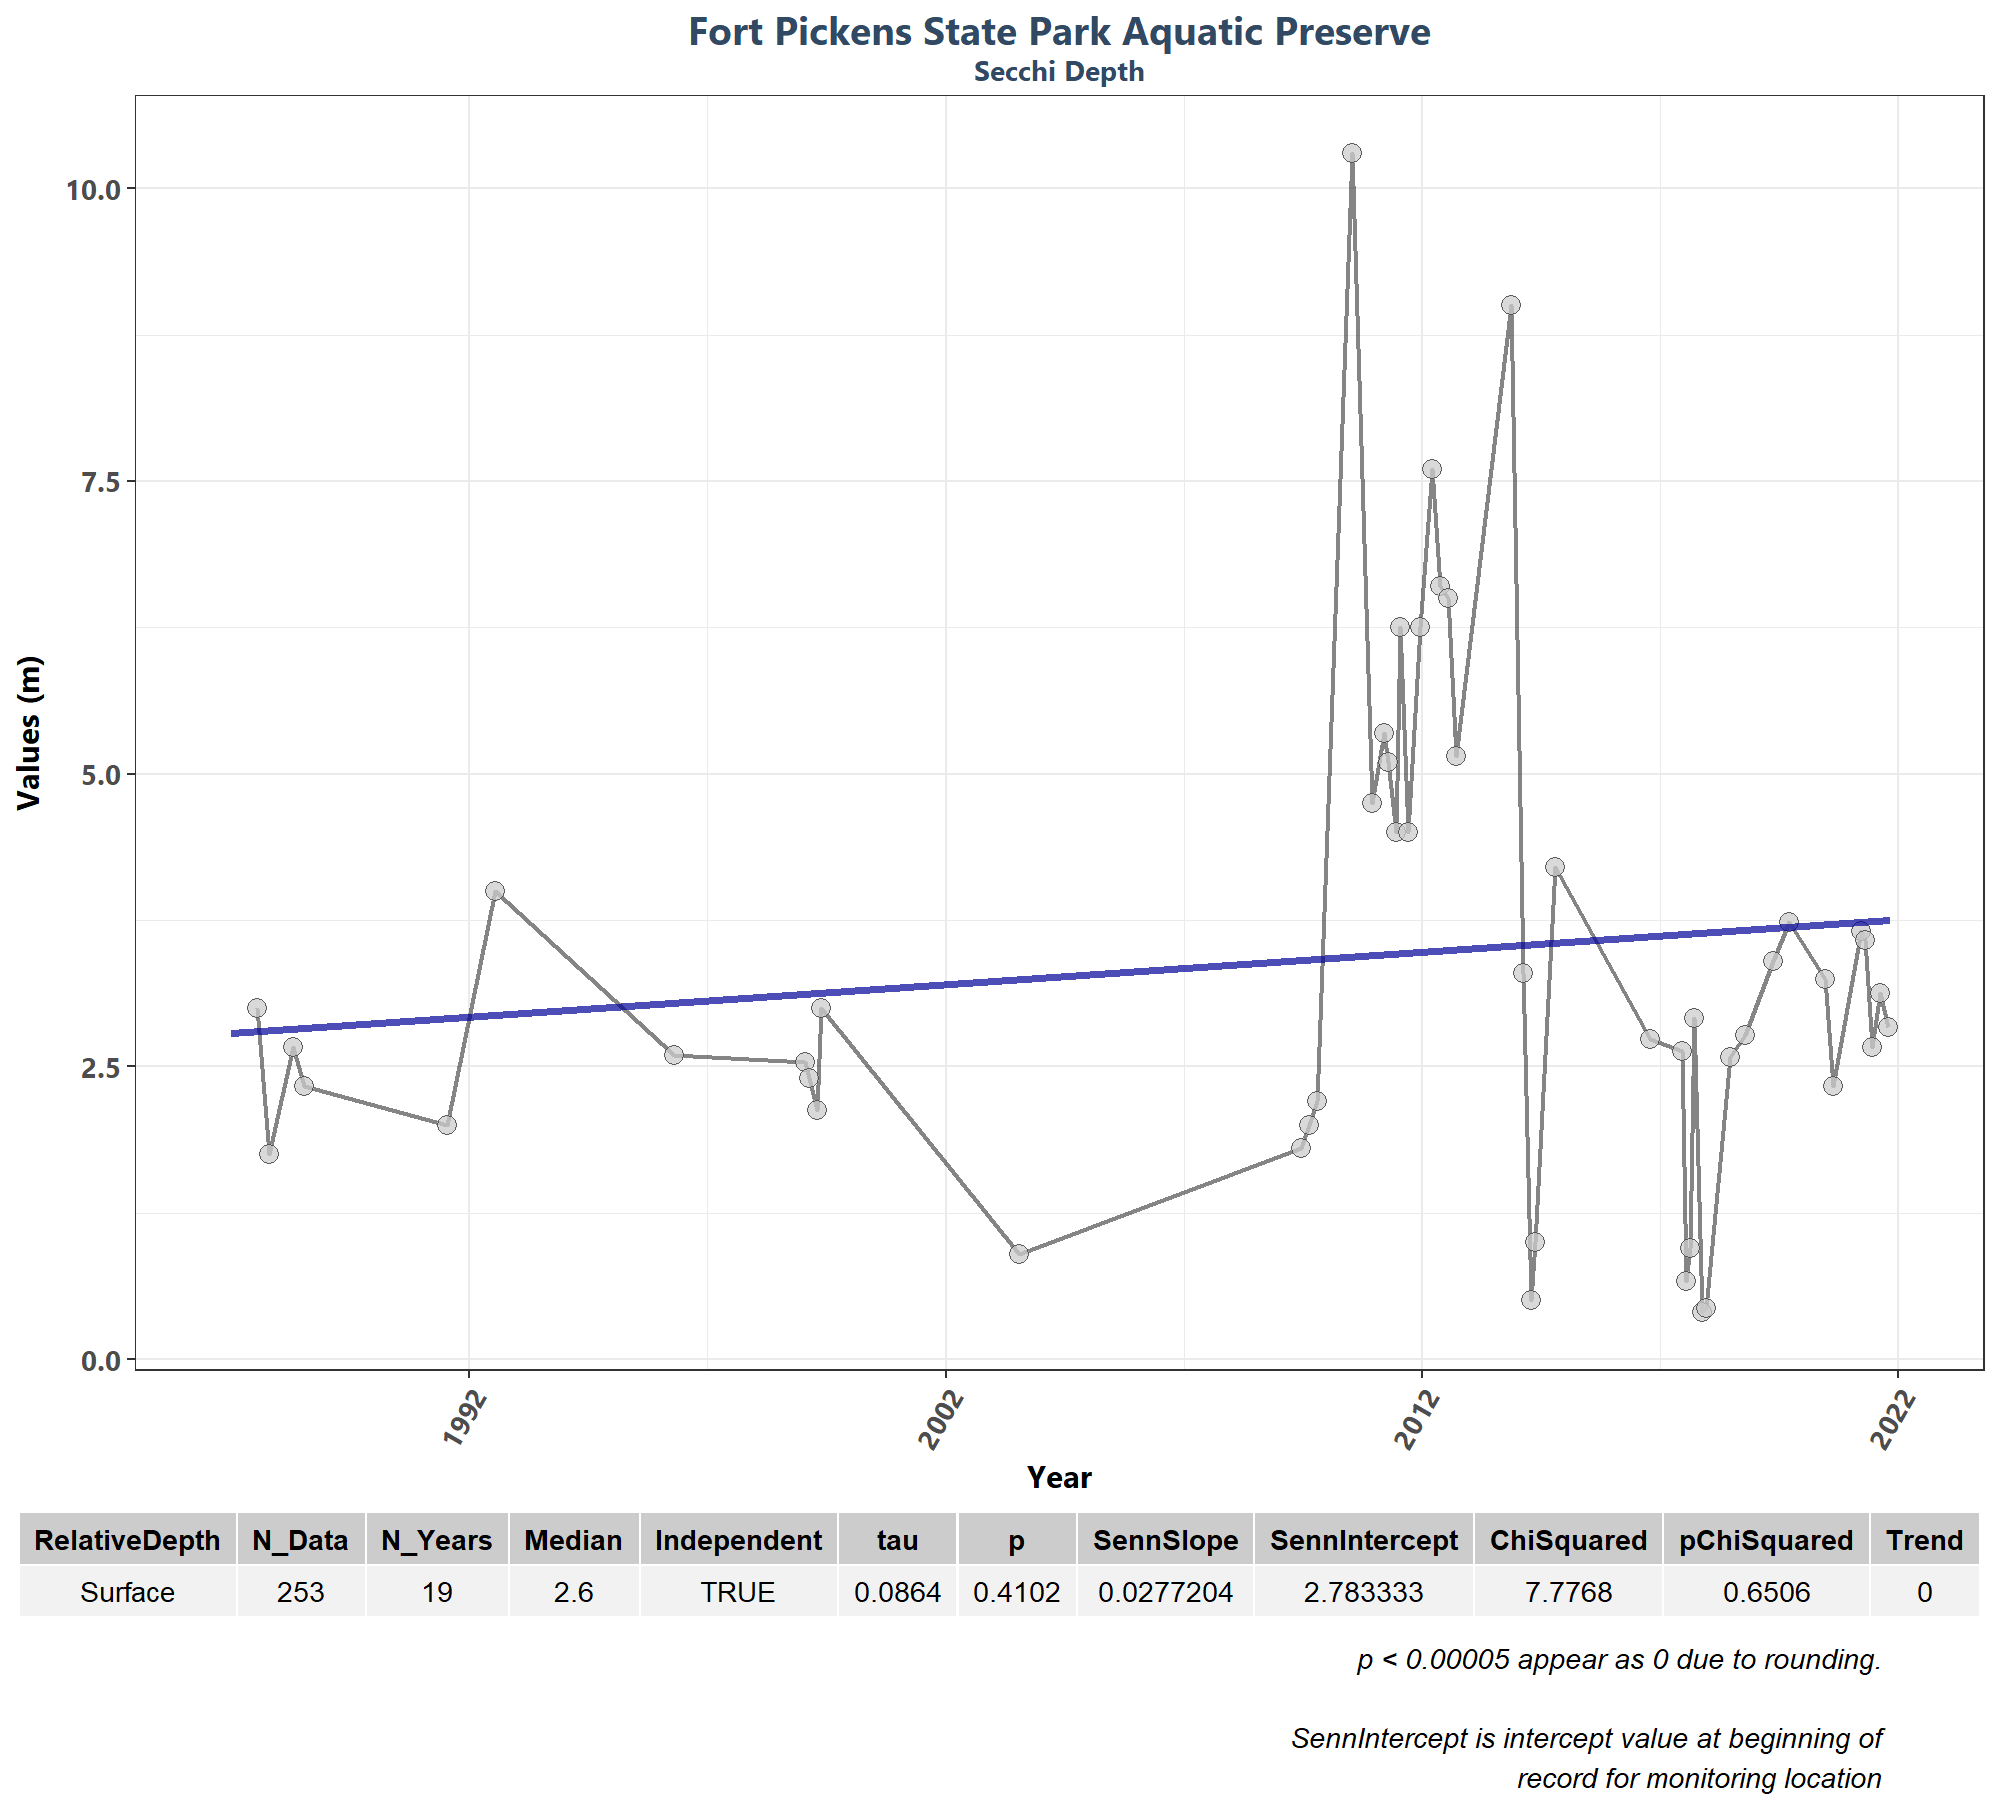 Fort Pickens State Park Aquatic Preserve
Secchi Depth
Values (m)
10.0
7.5
5.0
2.5
0.0
1992
2002
2012
2022
Year
RelativeDepth N_Data N_Years Median Independent tau p SennSlope SennIntercept ChiSquared pChiSquared Trend
Surface 253 19 2.6 TRUE 0.0864 0.4102 0.0277204 2.783333 7.7768 0.6506 0
p < 0.00005 appear as 0 due to rounding.
SennIntercept is intercept value at beginning of
record for monitoring location